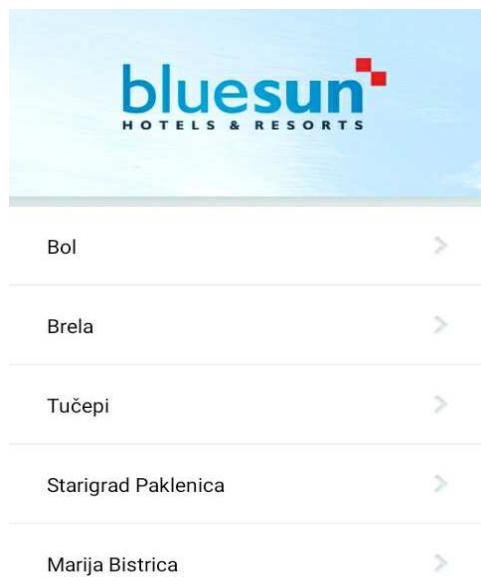 bluesun
HOTELS & RESORTS
Bol
Brela
Tučepi
Starigrad Paklenica
Marija Bistrica